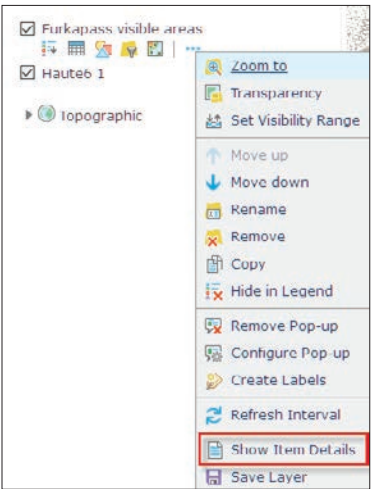 Furkapass visible areas
Haute6 1
Topographic
Zoom to
Transparency
Set Visibility Range
Move up
Move down
Rename
Remove
Copy
Hide in Legend
Remove Pop-up
Configure Pop-up
Create Labels
Refresh Interval
Show Item Details
Save Layer